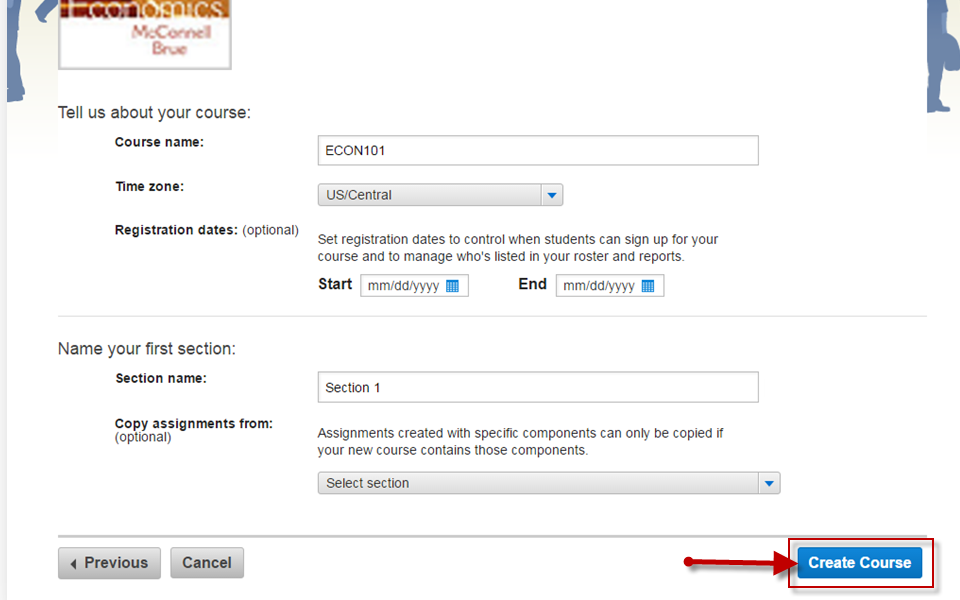 Economics
McConnell
Brue
Tell us about your course:
Course name:
ECON101
Time zone:
US/Central
Registration dates: (optional)
Set registration dates to control when students can sign up for your
course and to manage who's listed in your roster and reports.
Start mm/dd/yyyy End mm/dd/yyyy
Name your first section:
Section name:
Section 1
Copy assignments from:
(optional)
Assignments created with specific components can only be copied if
your new course contains those components.
Select section
Previous Cancel Create Course